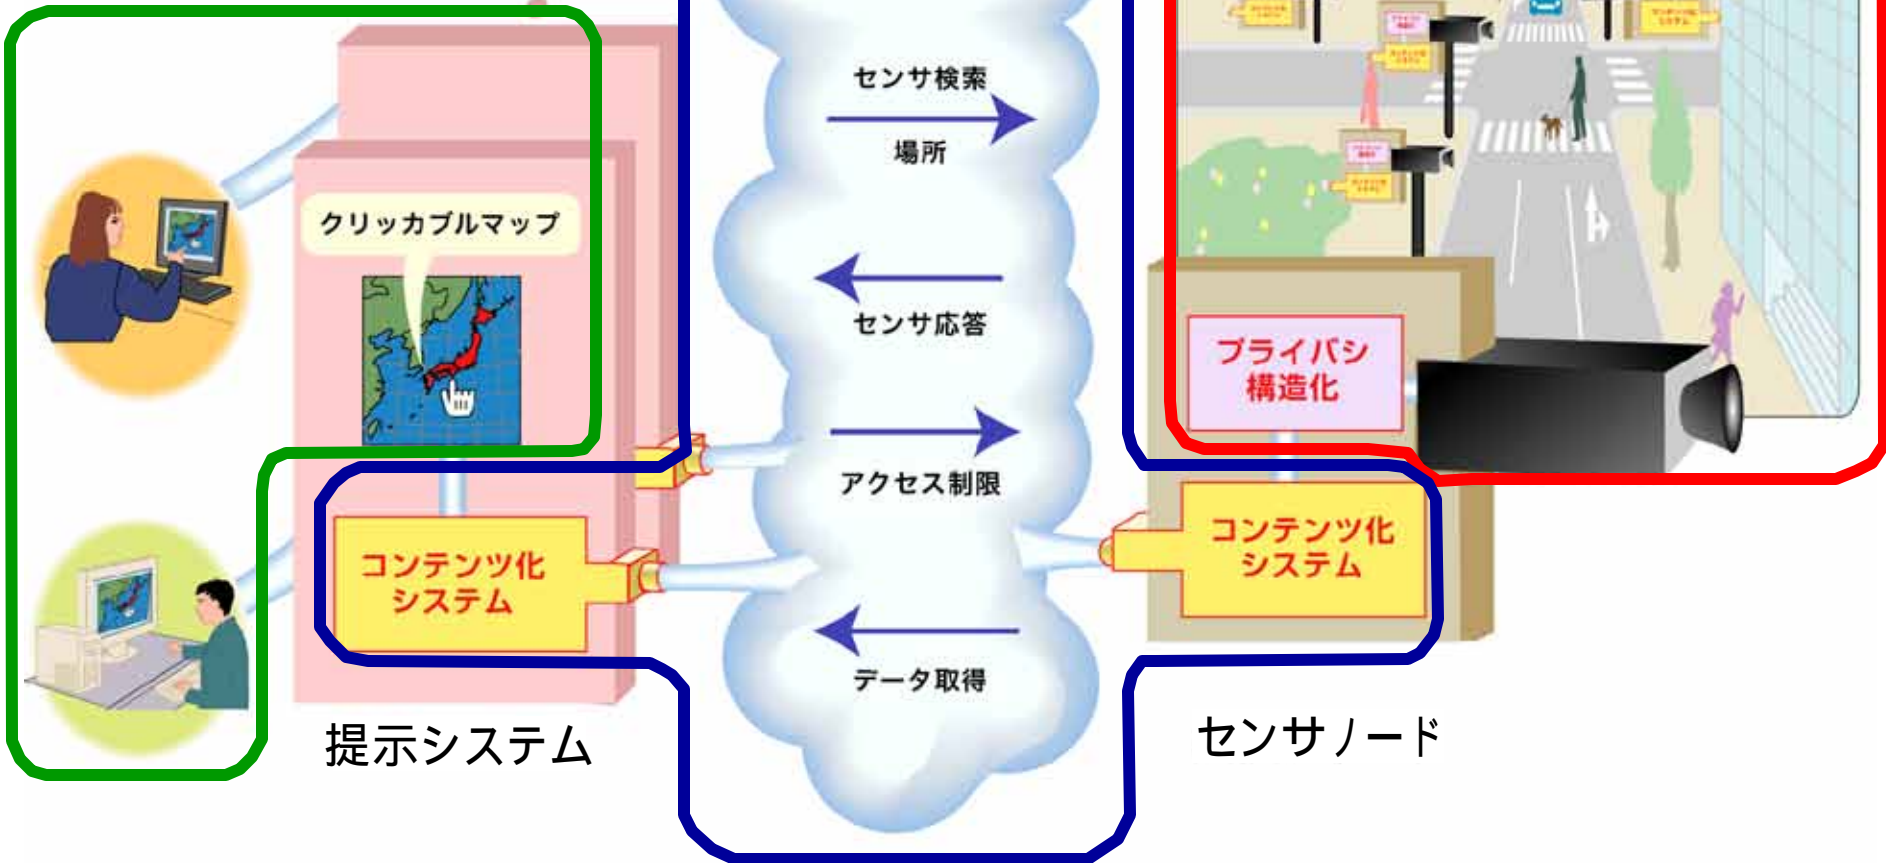 センサ検索
場所
クリッカブルマップ
センサ応答
アクセス制限
データ取得
コンテンツ化
システム
提示システム
プライバシ
構造化
コンテンツ化
システム
センサノード